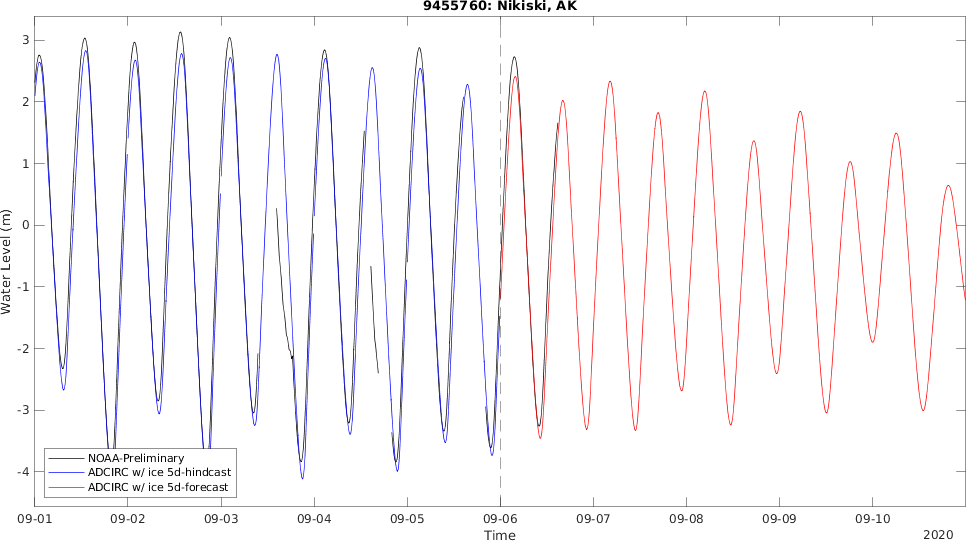 9455760: Nikiski, AK
3
2
1
0
-1
-2
-3
-4
Water Level (m)
NOAA-Preliminary
ADCIRC w/ ice 5d-hindcast
ADCIRC w/ ice 5d-forecast
09-01 09-02 09-03 09-04 09-05 09-06 09-07 09-08 09-09 09-10
Time
2020